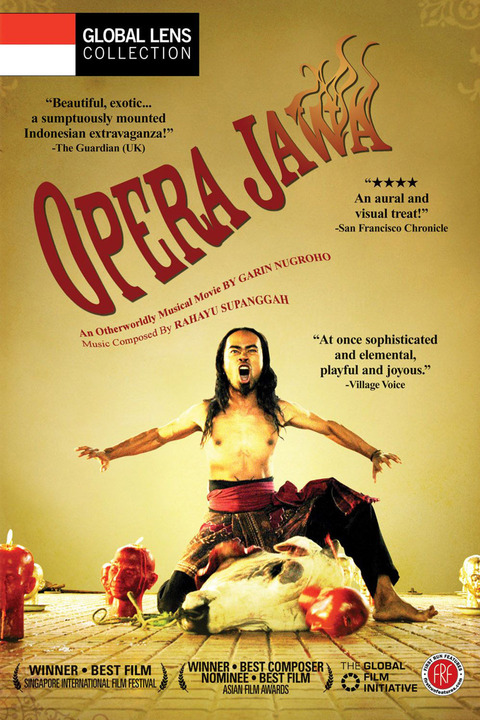 GLOBAL LENS
COLLECTION
“Beautiful, exotic...
a sumptuously mounted
Indonesian extravaganza!”
-The Guardian (UK)
OPERA JAWA
“★★★★
An aural and
visual treat!”
-San Francisco Chronicle
An Otherworldly Musical Movie BY GARIN NUGROHO
Music Composed By RAHAYU SUPANGGAH
“At once sophisticated
and elemental,
playful and joyous.”
-Village Voice
WINNER • BEST FILM
SINGAPORE INTERNATIONAL FILM FESTIVAL
WINNER • BEST COMPOSER
NOMINEE • BEST FILM
ASIAN FILM AWARDS
THE GLOBAL
FILM
INITIATIVE
FIRST RUN FEATURES
FRF